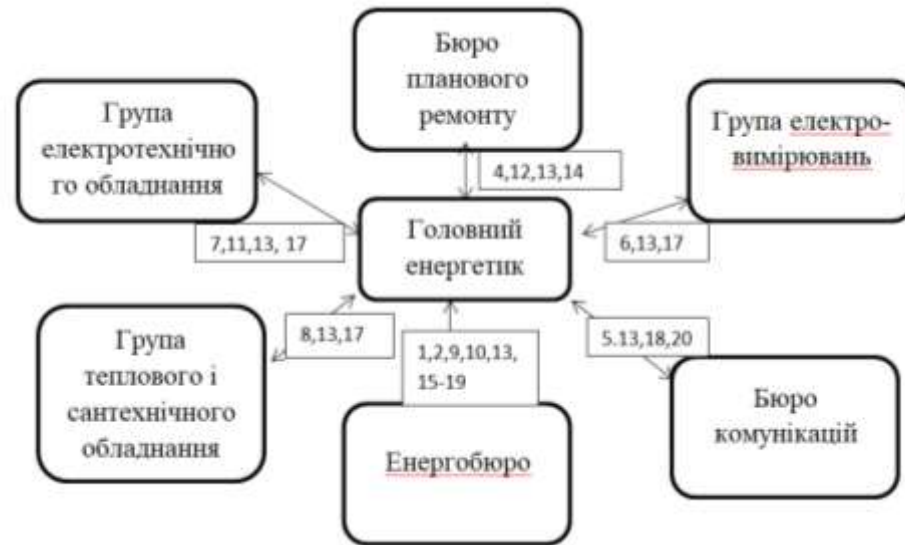 Бюро
планового
ремонту
Група
електротехнічно
го обладнання
Група електро-
вимірювань
4,12,13,14
7,11,13, 17
Головний
енергетик
6,13,17
8,13,17
1,2,9,10,13,
15-19
5.13,18,20
Група
теплового і
сантехнічного
обладнання
Енергобюро
Бюро
комунікацій